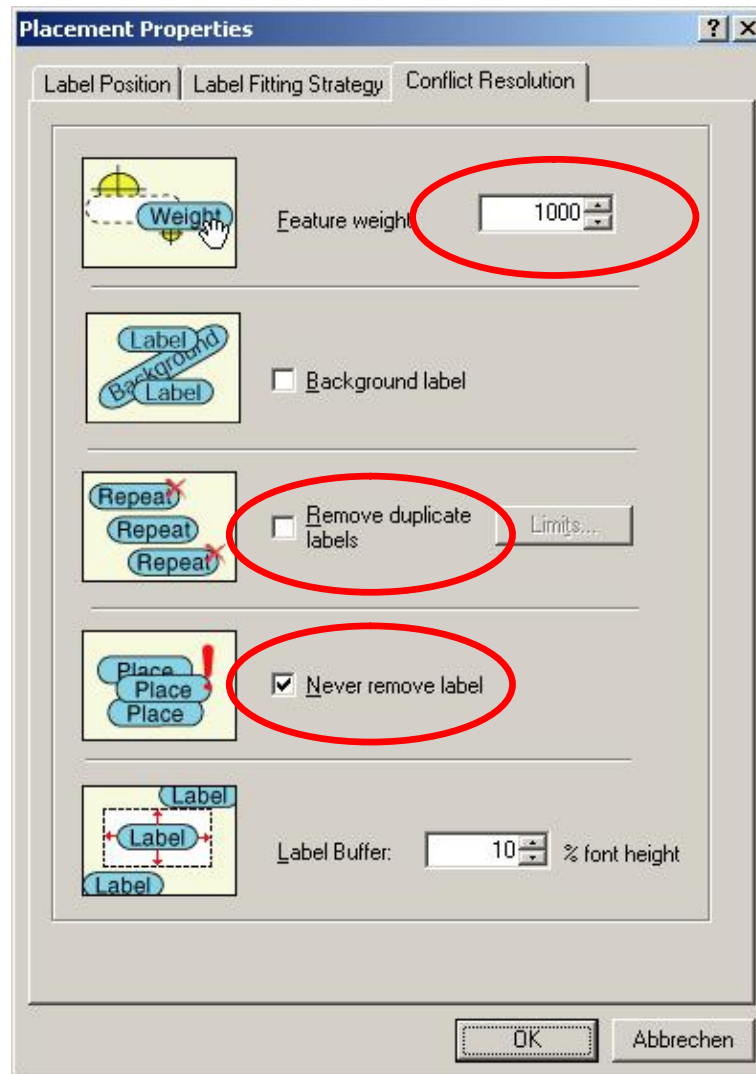 Placement Properties
Label Position Label Fitting Strategy Conflict Resolution
Weight
Feature weight
1000
Label
Background
Label
Background label
Repeat
Repeat
Repeat
Remove duplicate
labels
Limits...
Place
Place
Place
!
Never remove label
Label
Label
Label
Label Buffer:
10
% font height
OK Abbrechen